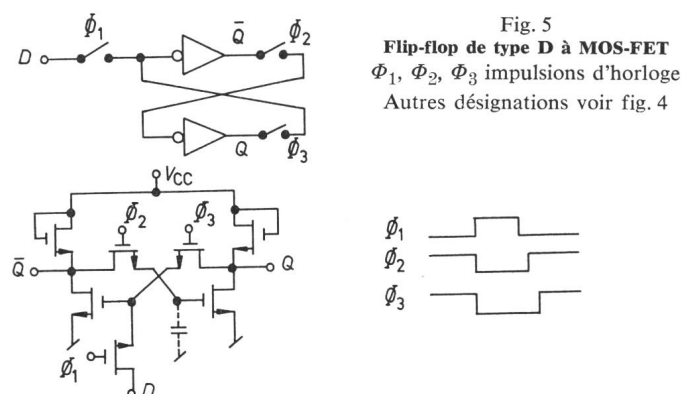 Fig. 5
Flip-flop de type D à MOS-FET
Φ₁, Φ₂, Φ₃ impulsions d'horloge
Autres désignations voir fig. 4
Φ₁
Q̄
Φ₂
D
Q
Φ₃
V_CC
Φ₂
Φ₃
Q̄
Q
Φ₁
D
Φ₁
Φ₂
Φ₃